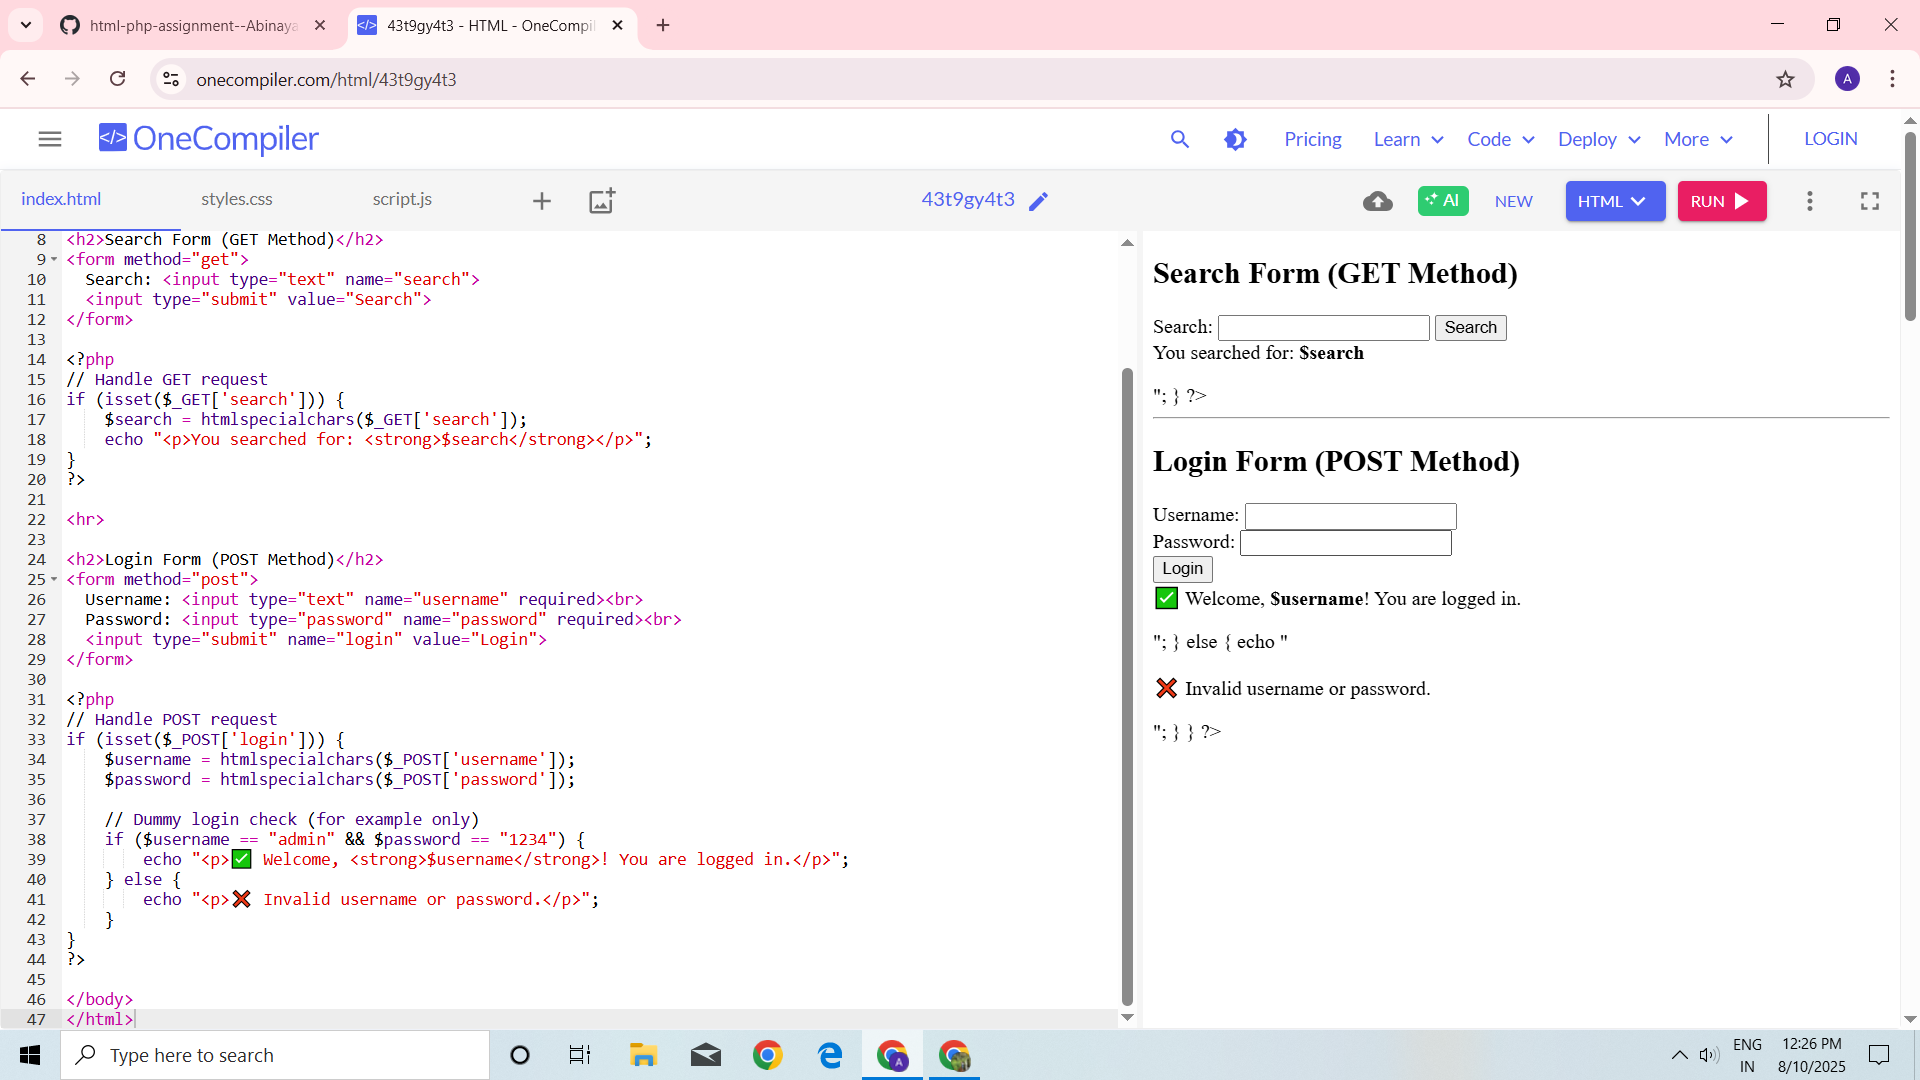 html-php-assignment--Abinaya
43t9gy4t3 - HTML - OneCompil
onecompiler.com/html/43t9gy4t3
A
</> OneCompiler
Pricing
Learn
Code
Deploy
More
LOGIN
index.html
styles.css
script.js
43t9gy4t3
AI
NEW
HTML
RUN
8 <h2>Search Form (GET Method)</h2>
9 <form method="get">
10 Search: <input type="text" name="search">
11 <input type="submit" value="Search">
12 </form>
13
14 <?php
15 // Handle GET request
16 if (isset($_GET['search'])) {
17 $search = htmlspecialchars($_GET['search']);
18 echo "<p>You searched for: <strong>$search</strong></p>";
19 }
20 ?>
21
22 <hr>
23
24 <h2>Login Form (POST Method)</h2>
25 <form method="post">
26 Username: <input type="text" name="username" required><br>
27 Password: <input type="password" name="password" required><br>
28 <input type="submit" name="login" value="Login">
29 </form>
30
31 <?php
32 // Handle POST request
33 if (isset($_POST['login'])) {
34 $username = htmlspecialchars($_POST['username']);
35 $password = htmlspecialchars($_POST['password']);
36
37 // Dummy login check (for example only)
38 if ($username == "admin" && $password == "1234") {
39 echo "<p>✅ Welcome, <strong>$username</strong>! You are logged in.</p>";
40 } else {
41 echo "<p>❌ Invalid username or password.</p>";
42 }
43 }
44 ?>
45
46 </body>
47 </html>
Search Form (GET Method)
Search: Search
You searched for: $search
"; } ?>
Login Form (POST Method)
Username:
Password:
Login
✅ Welcome, $username! You are logged in.
"; } else { echo "
❌ Invalid username or password.
"; } } ?>
Type here to search
ENG
IN
12:26 PM
8/10/2025